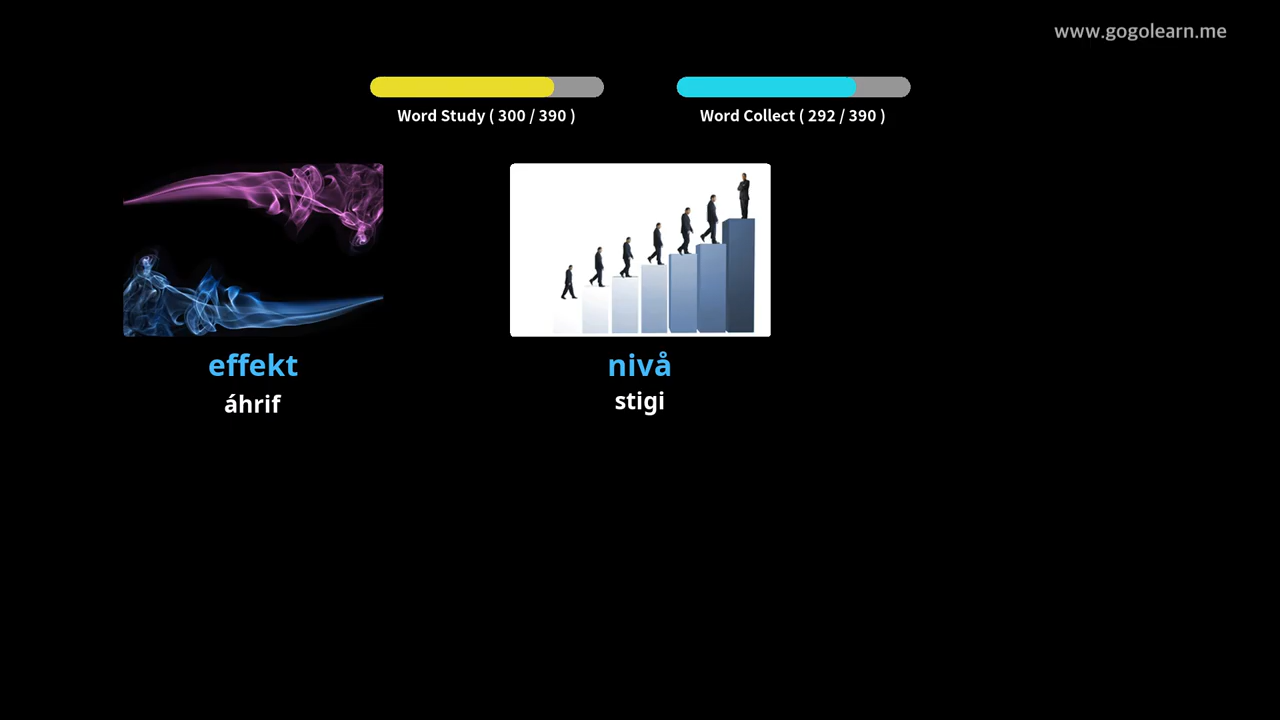 www.gogolearn.me
Word Study ( 300 / 390 )
Word Collect ( 292 / 390 )
effekt
áhrif
nivå
stigi